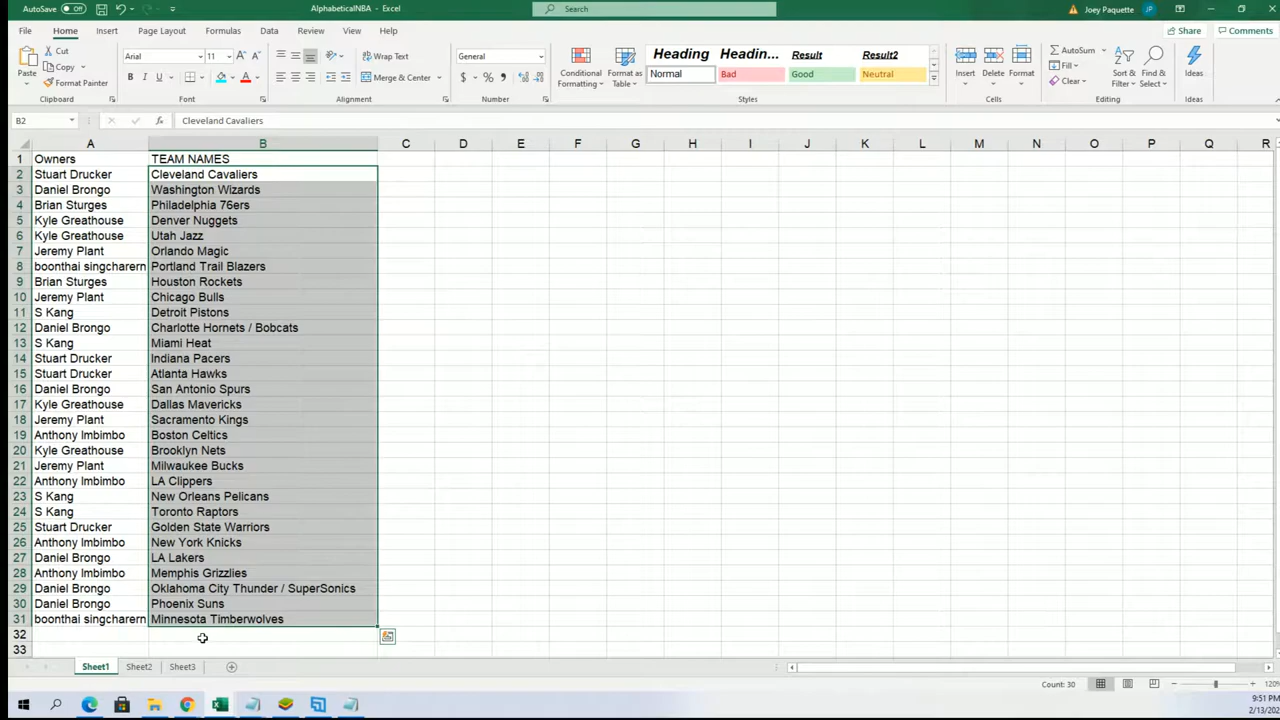 AutoSave Off AlphabeticalNBA - Excel Search Joey Paquette JP
File Home Insert Page Layout Formulas Data Review View Help Share Comments
Paste Cut Copy Format Painter Clipboard
Arial 11 A A B I U A Font
Wrap Text Merge & Center Alignment
General $ % , Number
Conditional Formatting Format as Table
Heading Headin... Result Result2
Normal Bad Good Neutral
Styles
Insert Delete Format Cells
AutoSum Fill Clear Sort & Filter Find & Select Editing
Ideas Ideas
B2 fx Cleveland Cavaliers
A B C D E F G H I J K L M N O P Q R
1 Owners TEAM NAMES
2 Stuart Drucker Cleveland Cavaliers
3 Daniel Brongo Washington Wizards
4 Brian Sturges Philadelphia 76ers
5 Kyle Greathouse Denver Nuggets
6 Kyle Greathouse Utah Jazz
7 Jeremy Plant Orlando Magic
8 boonthai singcharern Portland Trail Blazers
9 Brian Sturges Houston Rockets
10 Jeremy Plant Chicago Bulls
11 S Kang Detroit Pistons
12 Daniel Brongo Charlotte Hornets / Bobcats
13 S Kang Miami Heat
14 Stuart Drucker Indiana Pacers
15 Stuart Drucker Atlanta Hawks
16 Daniel Brongo San Antonio Spurs
17 Kyle Greathouse Dallas Mavericks
18 Jeremy Plant Sacramento Kings
19 Anthony Imbimbo Boston Celtics
20 Kyle Greathouse Brooklyn Nets
21 Jeremy Plant Milwaukee Bucks
22 Anthony Imbimbo LA Clippers
23 S Kang New Orleans Pelicans
24 S Kang Toronto Raptors
25 Stuart Drucker Golden State Warriors
26 Anthony Imbimbo New York Knicks
27 Daniel Brongo LA Lakers
28 Anthony Imbimbo Memphis Grizzlies
29 Daniel Brongo Oklahoma City Thunder / SuperSonics
30 Daniel Brongo Phoenix Suns
31 boonthai singcharern Minnesota Timberwolves
32
33
Sheet1 Sheet2 Sheet3
Count: 30 120%
9:51 PM
2/13/202